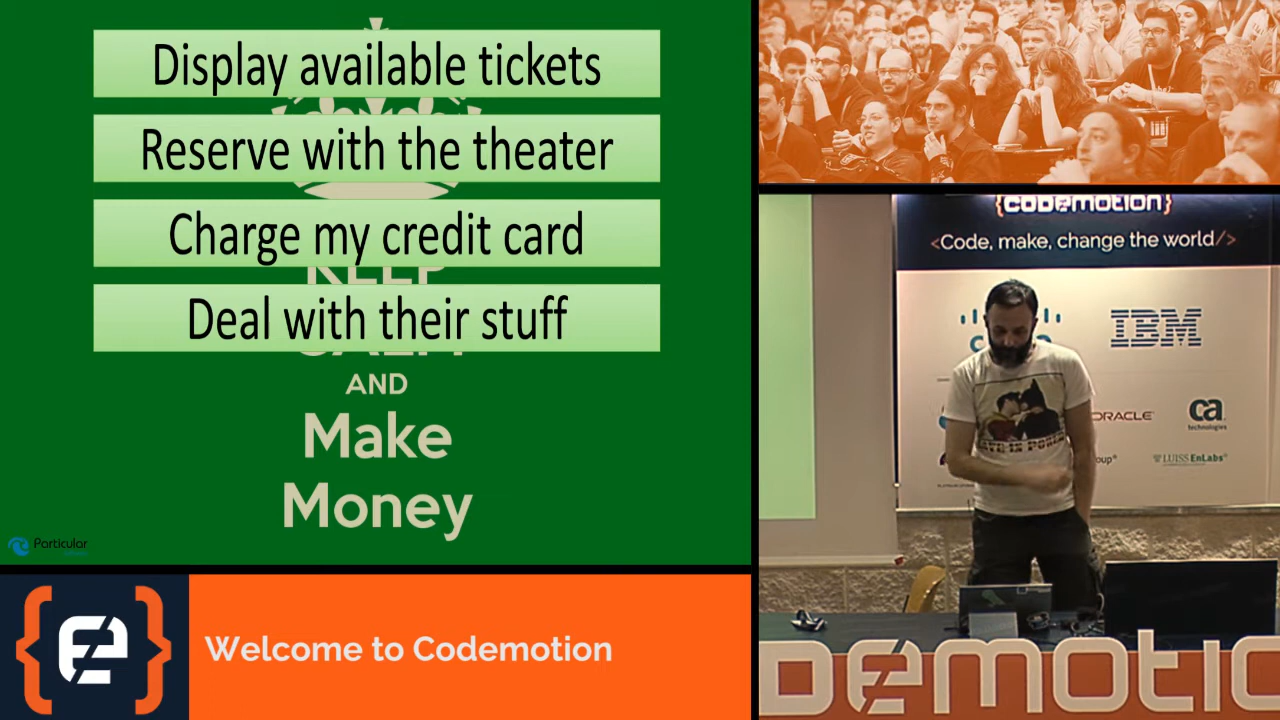 Display available tickets
Reserve with the theater
Charge my credit card
Deal with their stuff
KEEP
AND
Make
Money
Particular
Welcome to Codemotion
{codemotion}
<Code, make, change the world/>
IBM
ORACLE
ca
technologies
LUISS EnLabs